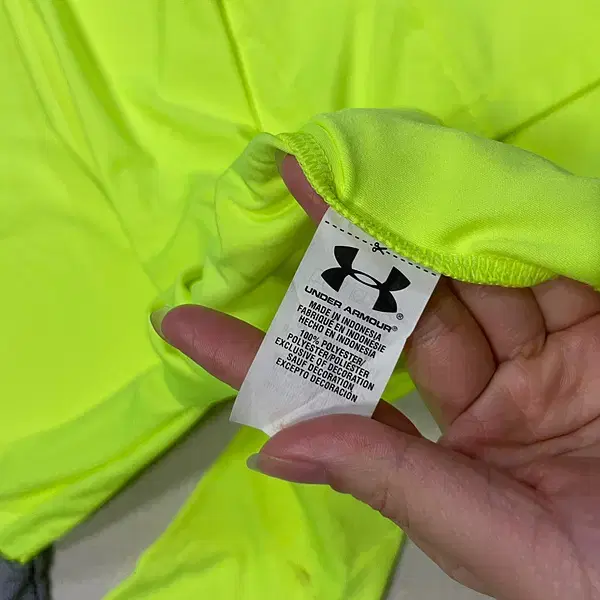 UNDER ARMOUR®
MADE IN INDONESIA
FABRIQUÉ EN INDONÉSIE
HECHO EN INDONESIA
100% POLYESTER/
POLYESTER/POLIÉSTER
EXCLUSIVE OF DECORATION
SAUF DÉCORATION
EXCEPTO DECORACIÓN